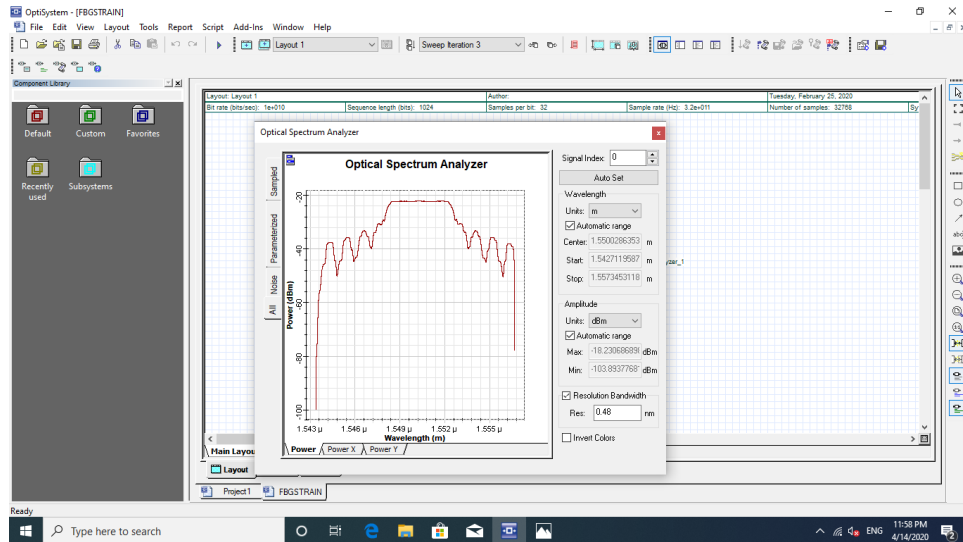 OptiSystem - [FBGSTRAIN]
File Edit View Layout Tools Report Script Add-Ins Window Help
Layout 1
Sweep Iteration 3
Component Library
Default
Custom
Favorites
Recently used
Subsystems
Layout: Layout 1
Author:
Tuesday, February 25, 2020
Bit rate (bits/sec): 1e+010
Sequence length (bits): 1024
Samples per bit: 32
Sample rate (Hz): 3.2e+011
Number of samples: 32768
Sy
Optical Spectrum Analyzer
Optical Spectrum Analyzer
Sampled
Parameterized
Noise
All
Power (dBm)
-20
-40
-60
-80
-100
1.543 µ 1.546 µ 1.549 µ 1.552 µ 1.555 µ
Wavelength (m)
Power Power X Power Y
Signal Index: 0
Auto Set
Wavelength
Units: m
Automatic range
Center: 1.5500286353 m
Start: 1.5427119587 m
Stop: 1.5573453118 m
Amplitude
Units: dBm
Automatic range
Max: -18.23068689 dBm
Min: -103.8937768 dBm
Resolution Bandwidth
Res: 0.48 nm
Invert Colors
yzer_1
Main Layou
Layout
Project1
FBGSTRAIN
Ready
Type here to search
ENG
11:58 PM
4/14/2020